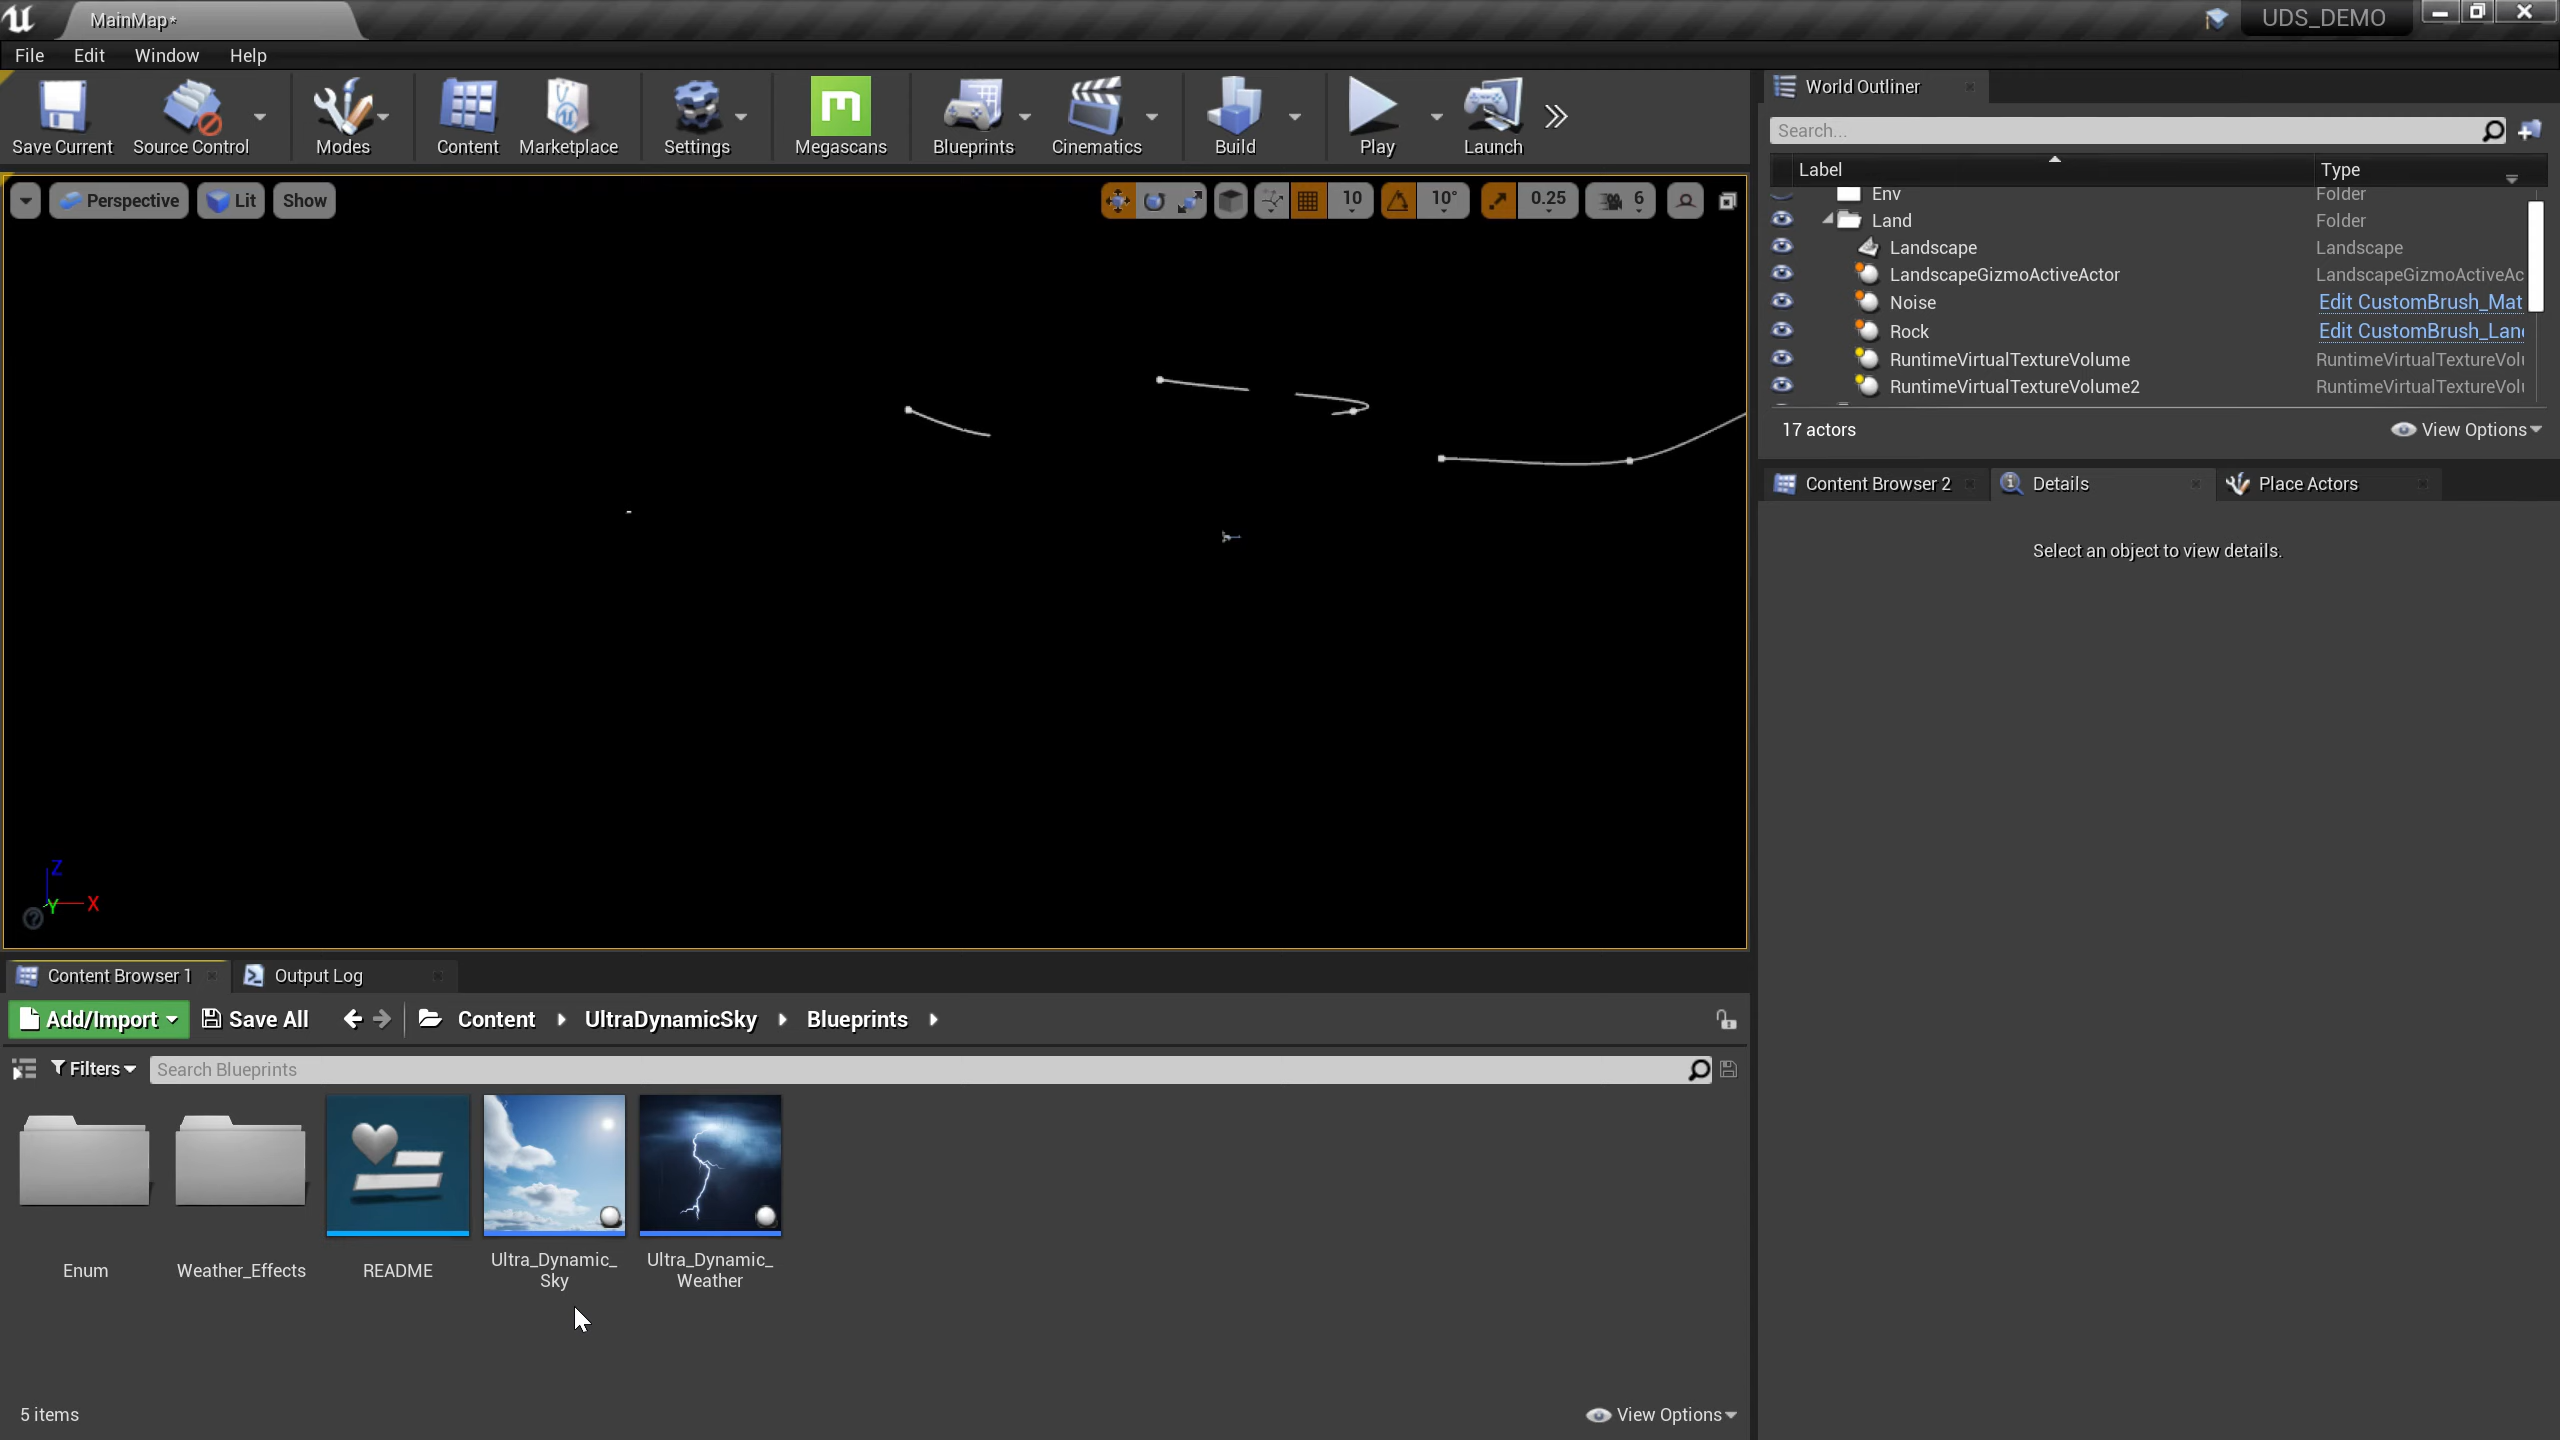 MainMap*
UDS_DEMO
File Edit Window Help
Save Current Source Control Modes Content Marketplace Settings Megascans Blueprints Cinematics Build Play Launch
Perspective Lit Show
10 10° 0.25 6
Z
Y X
World Outliner
Search...
Label Type
Env Folder
Land Folder
Landscape Landscape
LandscapeGizmoActiveActor LandscapeGizmoActiveAc
Noise Edit CustomBrush_Mat
Rock Edit CustomBrush_Lan
RuntimeVirtualTextureVolume RuntimeVirtualTextureVolu
RuntimeVirtualTextureVolume2 RuntimeVirtualTextureVolu
17 actors View Options
Content Browser 2 Details Place Actors
Select an object to view details.
Content Browser 1 Output Log
Add/Import Save All Content UltraDynamicSky Blueprints
Filters Search Blueprints
Enum
Weather_Effects
README
Ultra_Dynamic_
Sky
Ultra_Dynamic_
Weather
5 items View Options